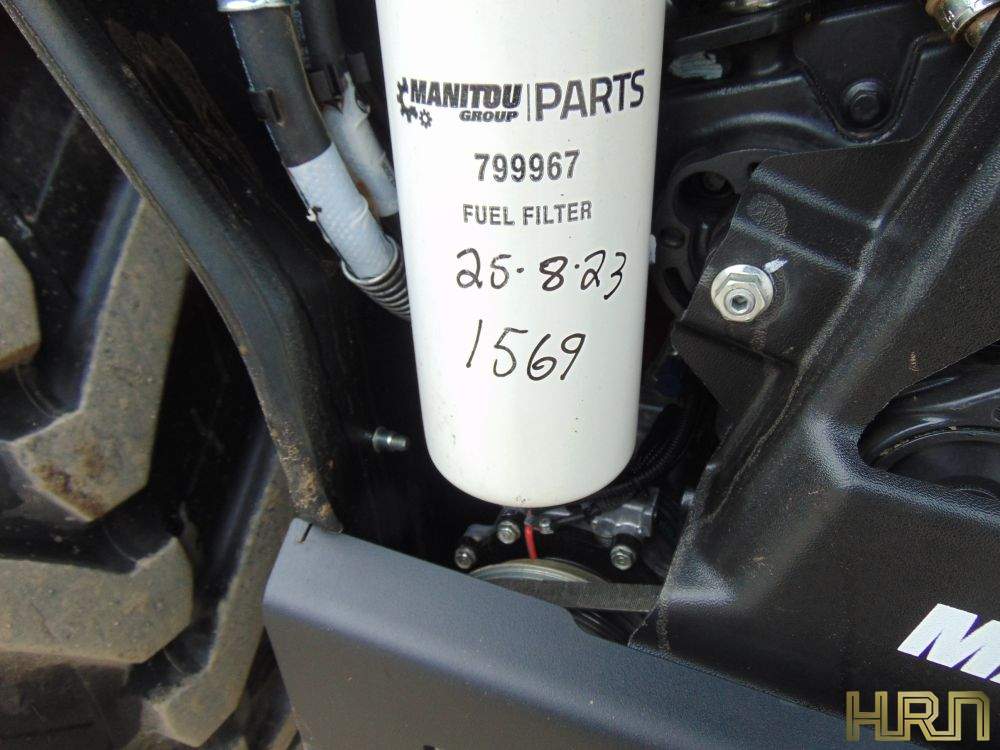 MANITOU
GROUP
PARTS
799967
FUEL FILTER
25.8.23
1569
HRN